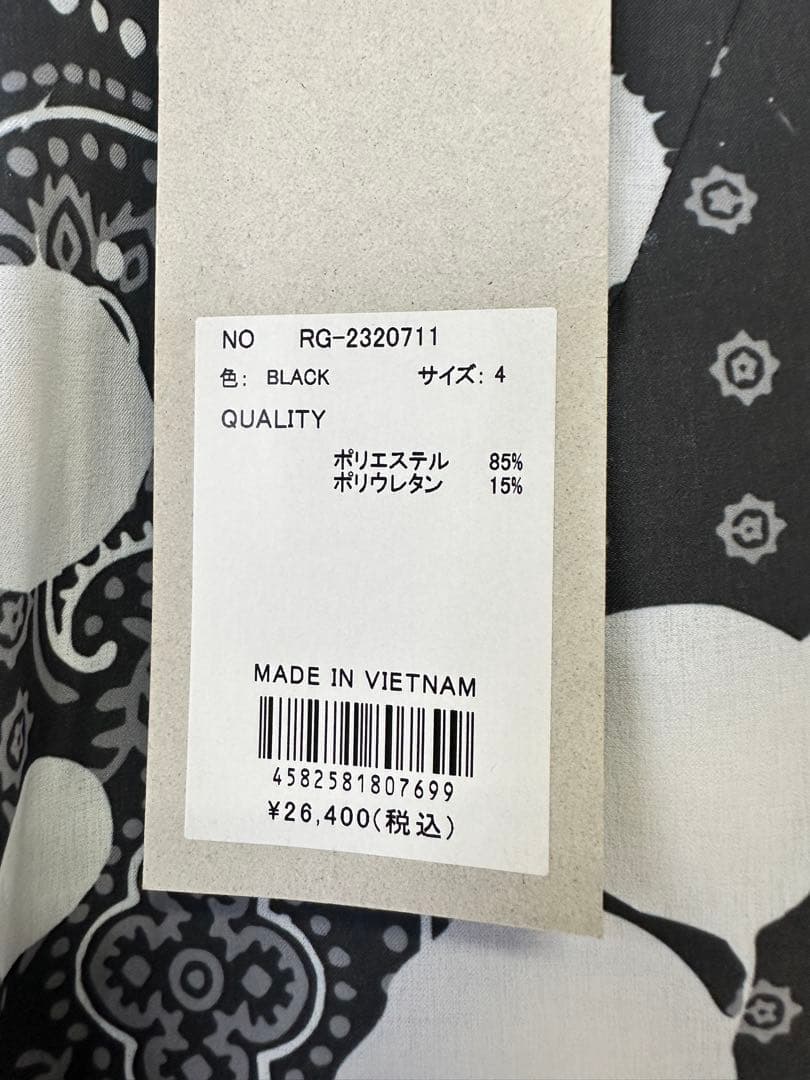 NO RG-2320711
色: BLACK サイズ: 4
QUALITY
ポリエステル 85%
ポリウレタン 15%
MADE IN VIETNAM
4582581807699
¥26,400(税込)